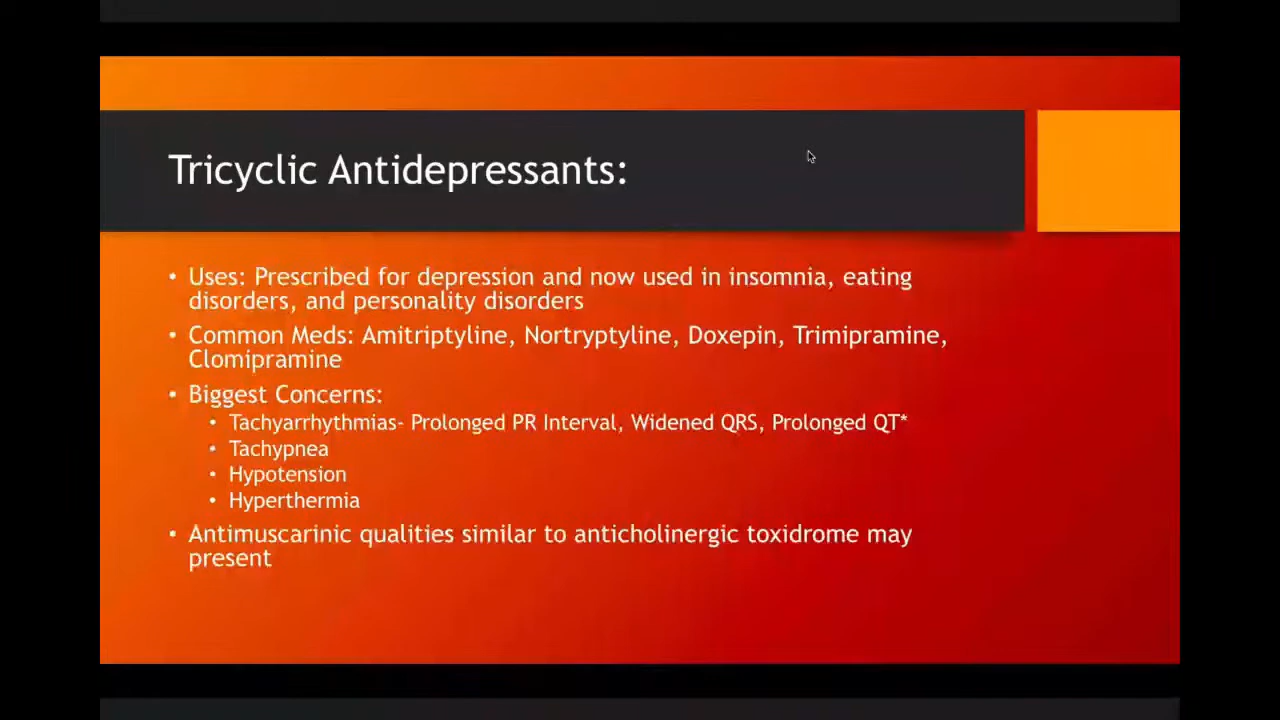 Tricyclic Antidepressants:
• Uses: Prescribed for depression and now used in insomnia, eating
disorders, and personality disorders
• Common Meds: Amitriptyline, Nortryptyline, Doxepin, Trimipramine,
Clomipramine
• Biggest Concerns:
• Tachyarrhythmias- Prolonged PR Interval, Widened QRS, Prolonged QT*
• Tachypnea
• Hypotension
• Hyperthermia
• Antimuscarinic qualities similar to anticholinergic toxidrome may
present